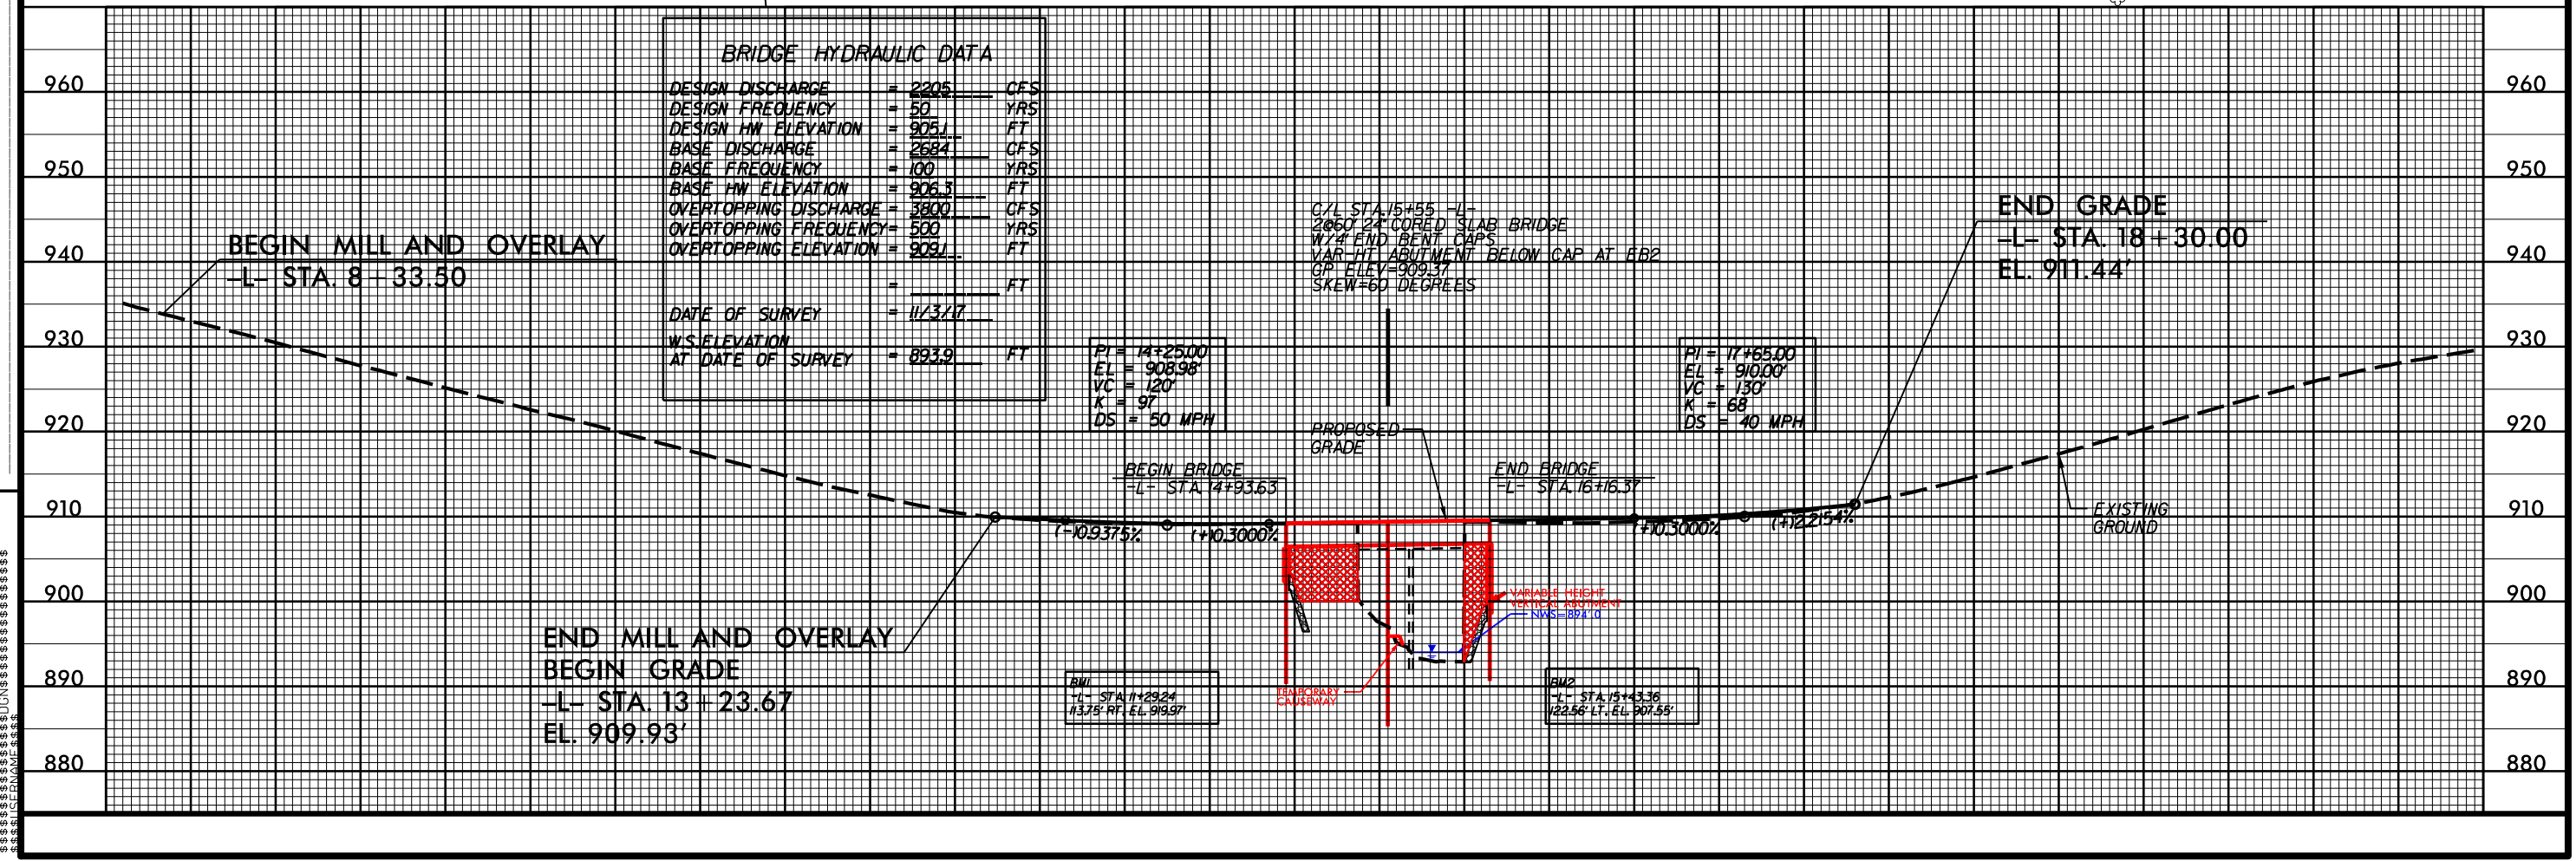 960
950
940
930
920
910
900
890
880
BRIDGE HYDRAULIC DATA
DESIGN DISCHARGE = 2205 CFS
DESIGN FREQUENCY = 50 YRS
DESIGN HW ELEVATION = 905.1 FT
BASE DISCHARGE = 2684 CFS
BASE FREQUENCY = 100 YRS
BASE HW ELEVATION = 906.3 FT
OVERTOPPING DISCHARGE = 3800 CFS
OVERTOPPING FREQUENCY = 500 YRS
OVERTOPPING ELEVATION = 909.1 FT
= FT
DATE OF SURVEY = 11/3/17
W.S. ELEVATION
AT DATE OF SURVEY = 893.9 FT
BEGIN MILL AND OVERLAY
-L- STA. 8+33.50
C/L STA.15+55 -L-
2@60' 24" CORED SLAB BRIDGE
W/4' END BENT CAPS
VAR-HT ABUTMENT BELOW CAP AT EB2
GP ELEV=909.37
SKEW=60 DEGREES
END GRADE
-L- STA. 18+30.00
EL. 911.44'
PI = 14+25.00
EL = 908.98'
VC = 120'
K = 97
DS = 50 MPH
PI = 17+65.00
EL = 910.00'
VC = 130'
K = 68
DS = 40 MPH
PROPOSED
GRADE
BEGIN BRIDGE
-L- STA.14+93.63
END BRIDGE
-L- STA.16+16.37
(-)0.9375%
(+)0.3000%
(+)0.3000%
(+)2.2154%
EXISTING
GROUND
VARIABLE HEIGHT
VERTICAL ABUTMENT
NWS=894'.0
TEMPORARY
CAUSEWAY
END MILL AND OVERLAY
BEGIN GRADE
-L- STA. 13+23.67
EL. 909.93'
BM1
-L- STA.11+29.24
113.75' RT, EL. 919.97'
BM2
-L- STA.15+43.36
122.56' LT, EL. 907.55'
960
950
940
930
920
910
900
890
880